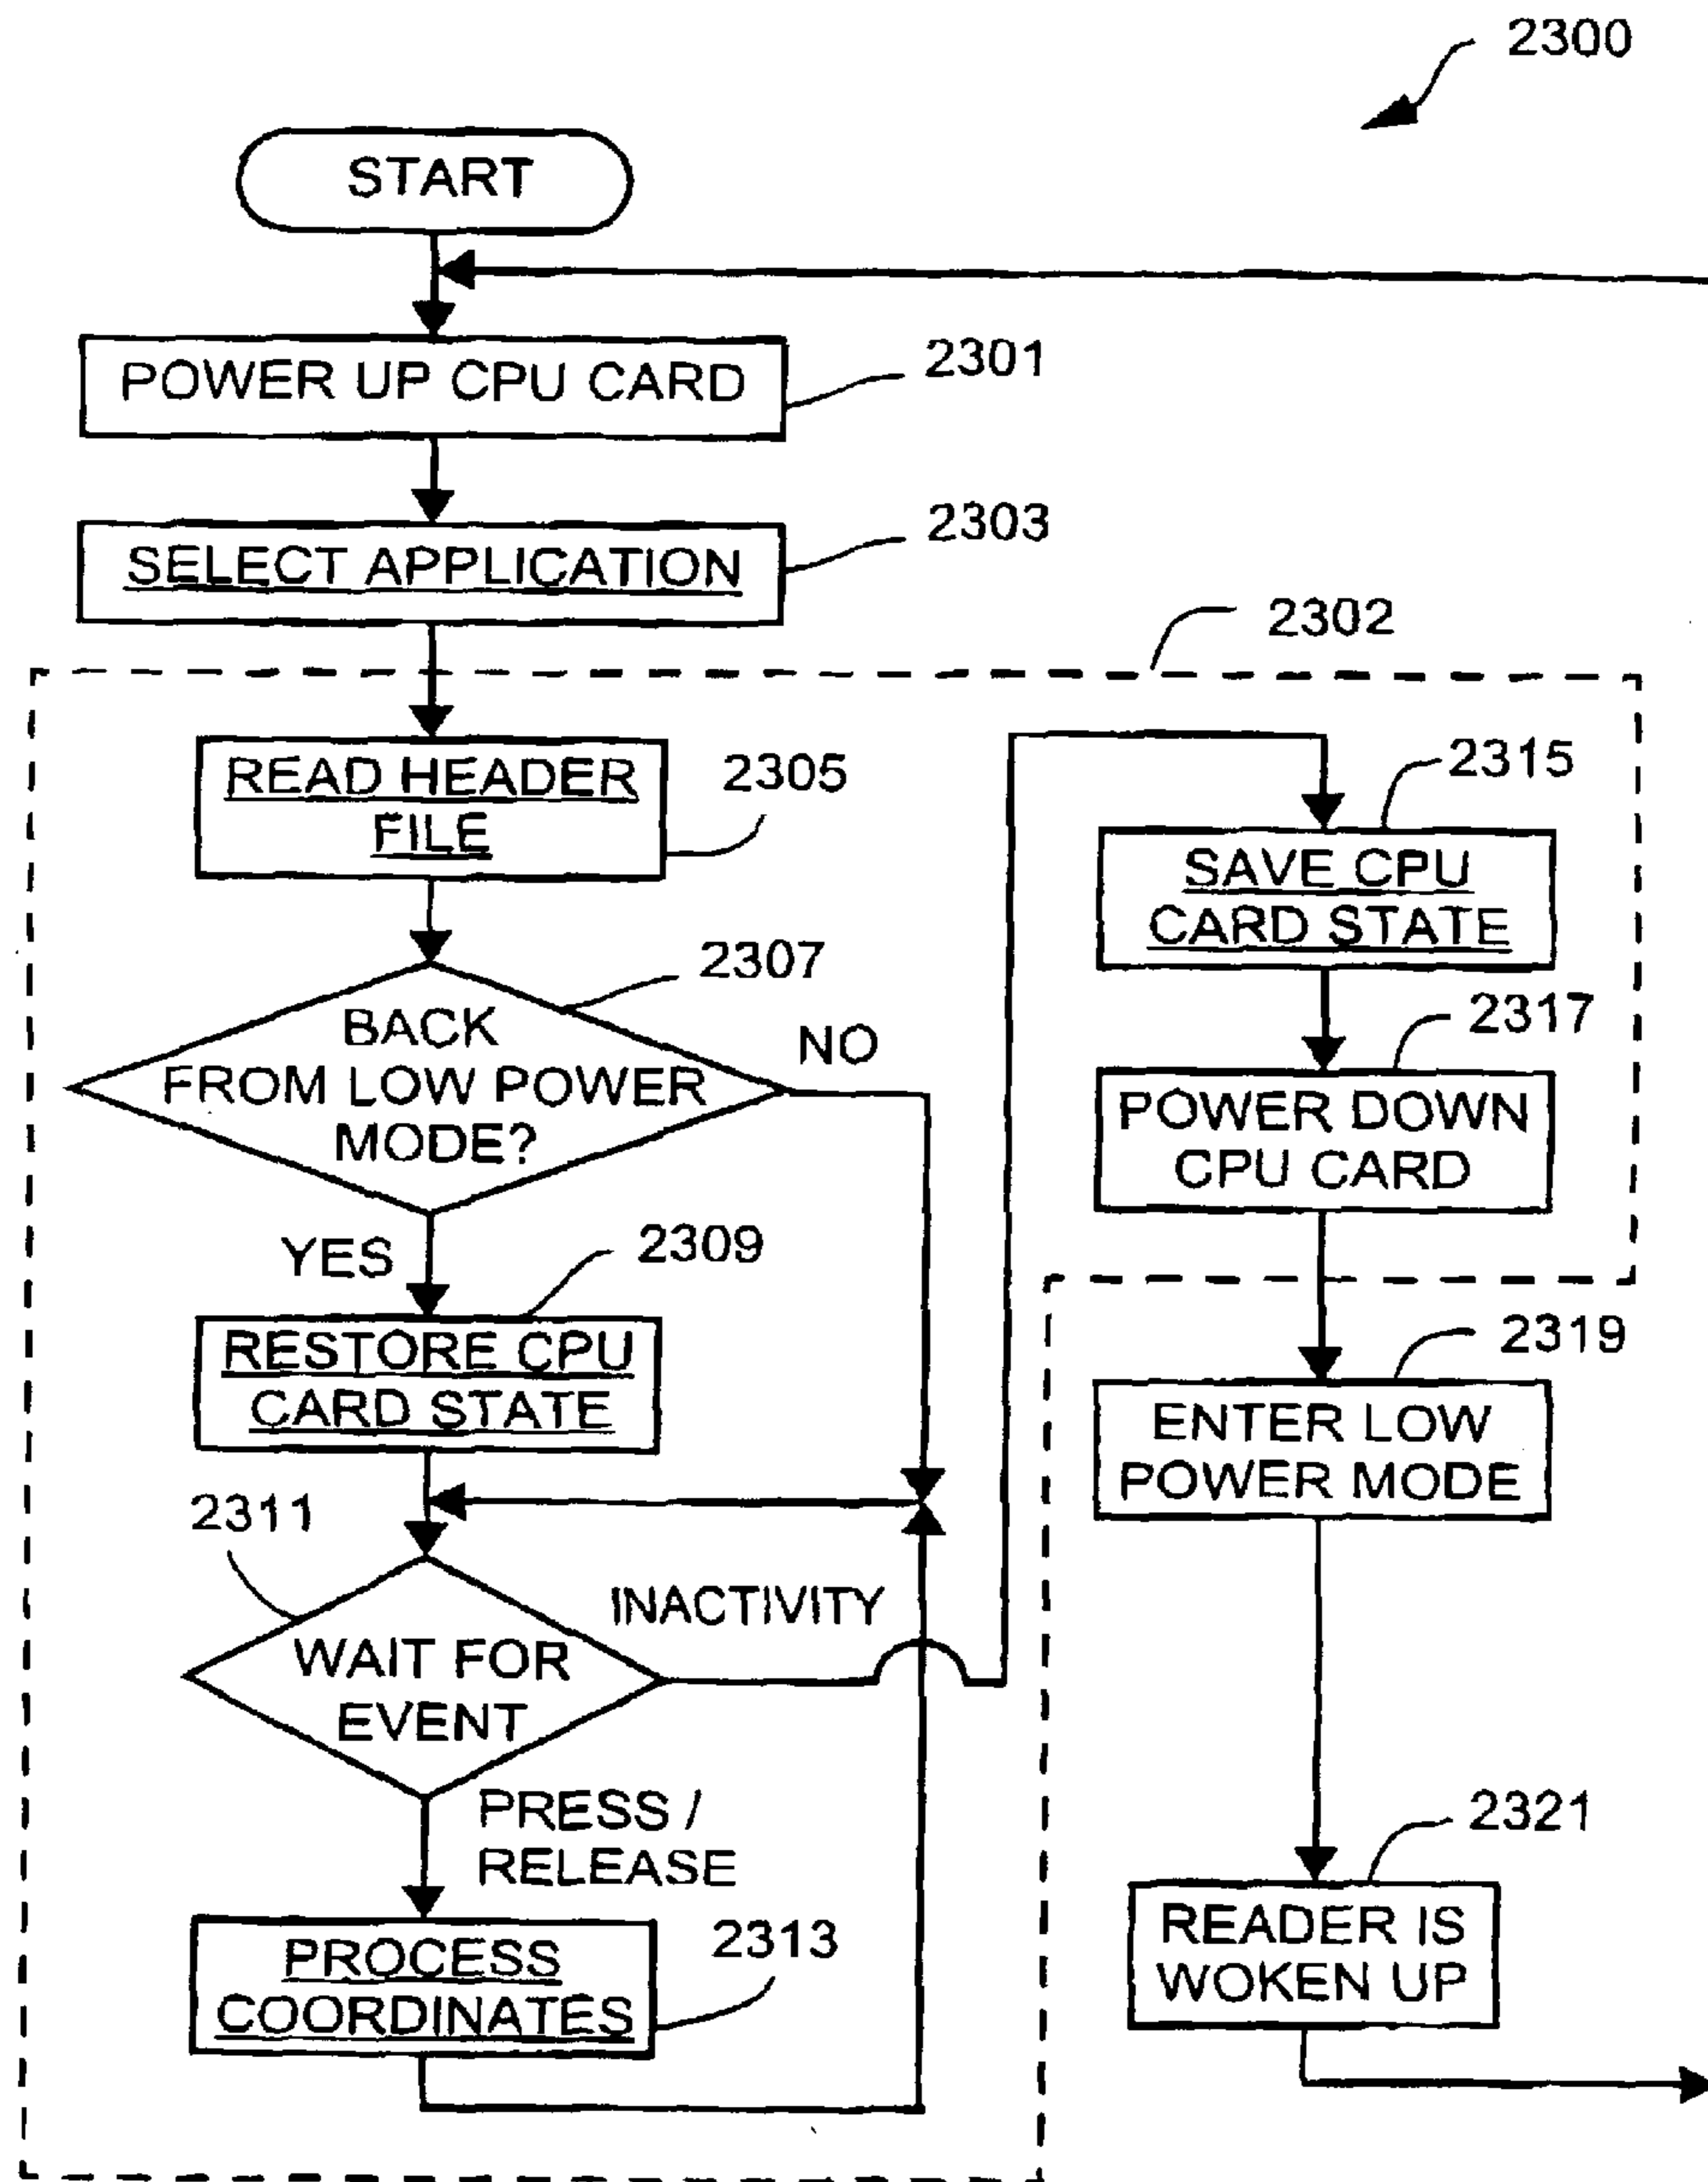 2300
START
POWER UP CPU CARD
2301
SELECT APPLICATION
2303
2302
READ HEADER
FILE
2305
BACK
FROM LOW POWER
MODE?
2307
NO
YES
RESTORE CPU
CARD STATE
2309
2311
WAIT FOR
EVENT
INACTIVITY
PRESS /
RELEASE
PROCESS
COORDINATES
2313
2315
SAVE CPU
CARD STATE
2317
POWER DOWN
CPU CARD
2319
ENTER LOW
POWER MODE
2321
READER IS
WOKEN UP